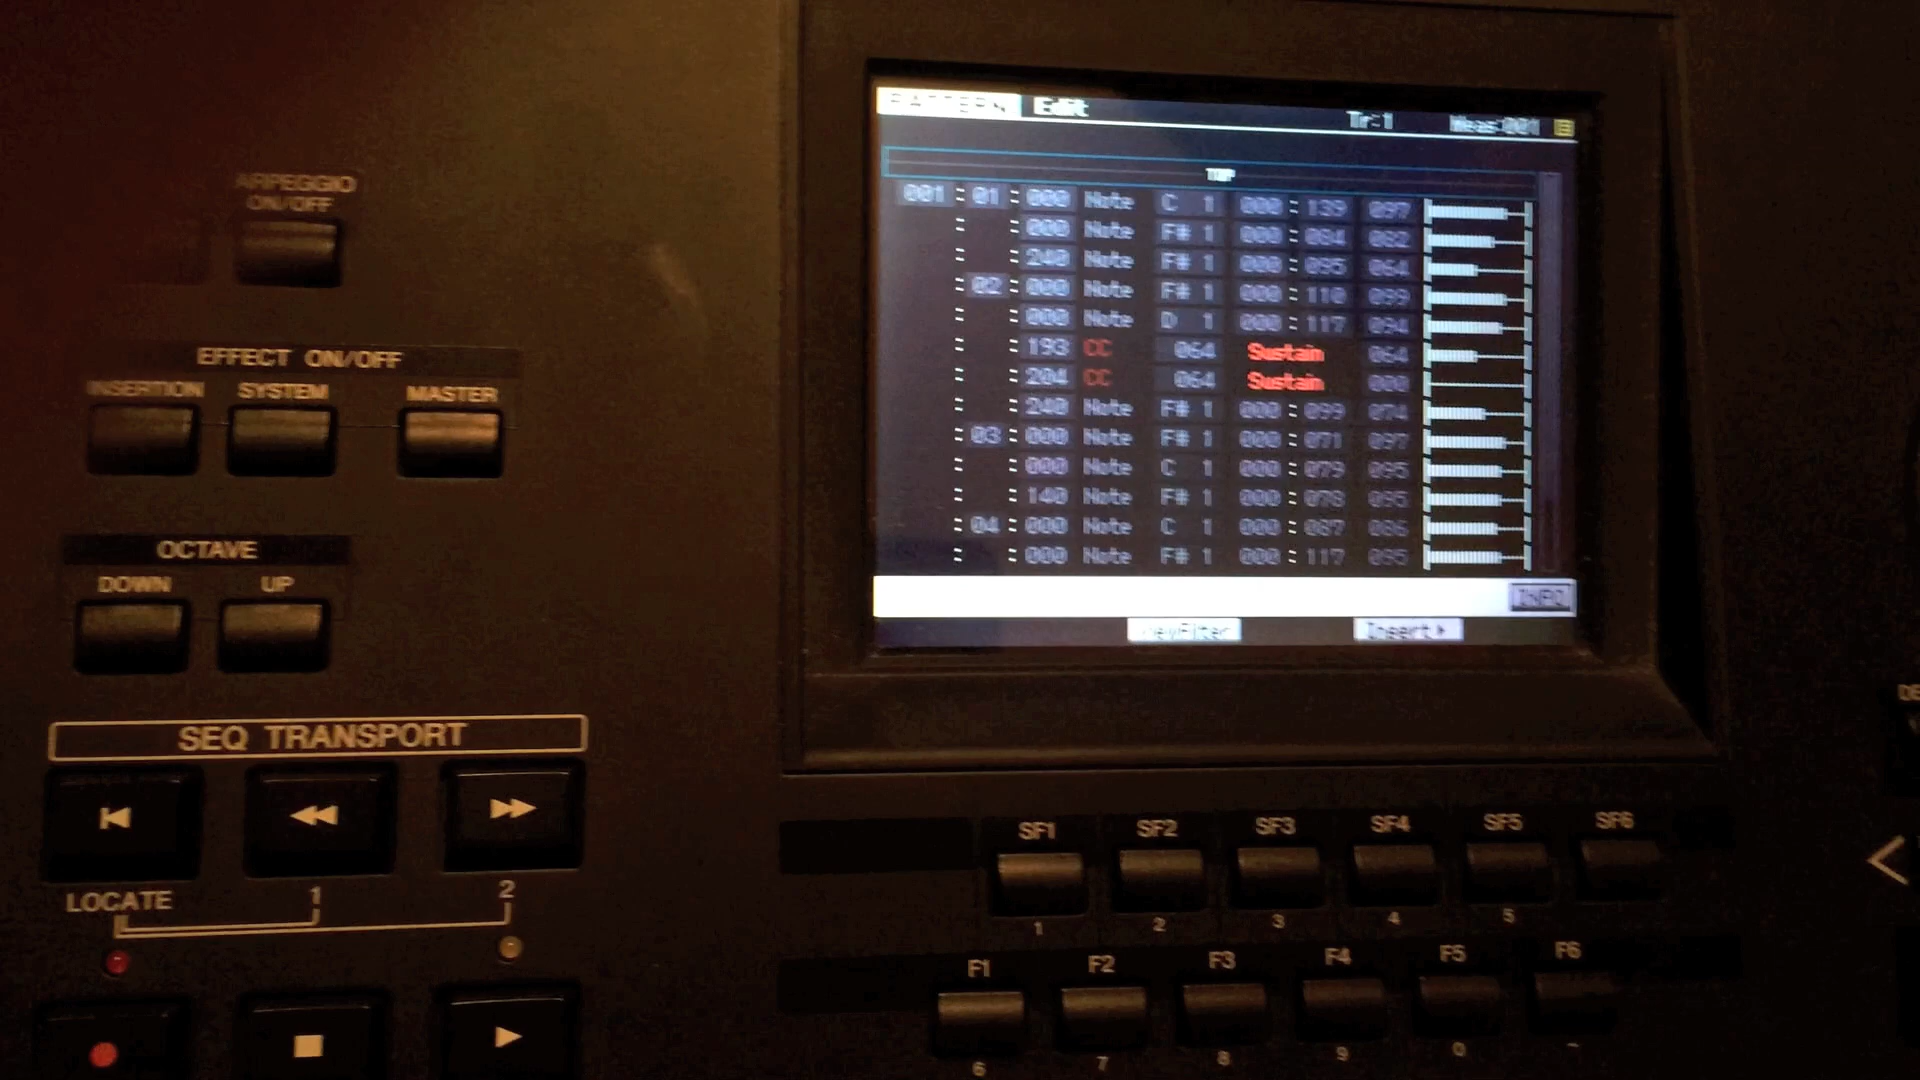 PATTERN Edit Tr:1 Meas:001
TOP
001 : 01 : 000 Note C 1 000 : 139 097
: : 000 Note F# 1 000 : 084 082
: : 240 Note F# 1 000 : 095 064
: 02 : 000 Note F# 1 000 : 110 099
: : 000 Note D 1 000 : 117 094
: : 193 CC 064 Sustain 064
: : 204 CC 064 Sustain 000
: : 240 Note F# 1 000 : 099 074
: 03 : 000 Note F# 1 000 : 071 097
: : 000 Note C 1 000 : 079 095
: : 140 Note F# 1 000 : 078 095
: 04 : 000 Note C 1 000 : 087 086
: : 000 Note F# 1 000 : 117 095
INFO
KeyFilter Insert
ARPEGGIO
ON/OFF
EFFECT ON/OFF
INSERTION SYSTEM MASTER
OCTAVE
DOWN UP
SEQ TRANSPORT
LOCATE 1 2
SF1 SF2 SF3 SF4 SF5 SF6
1 2 3 4 5
F1 F2 F3 F4 F5 F6
6 7 8 9 0 -